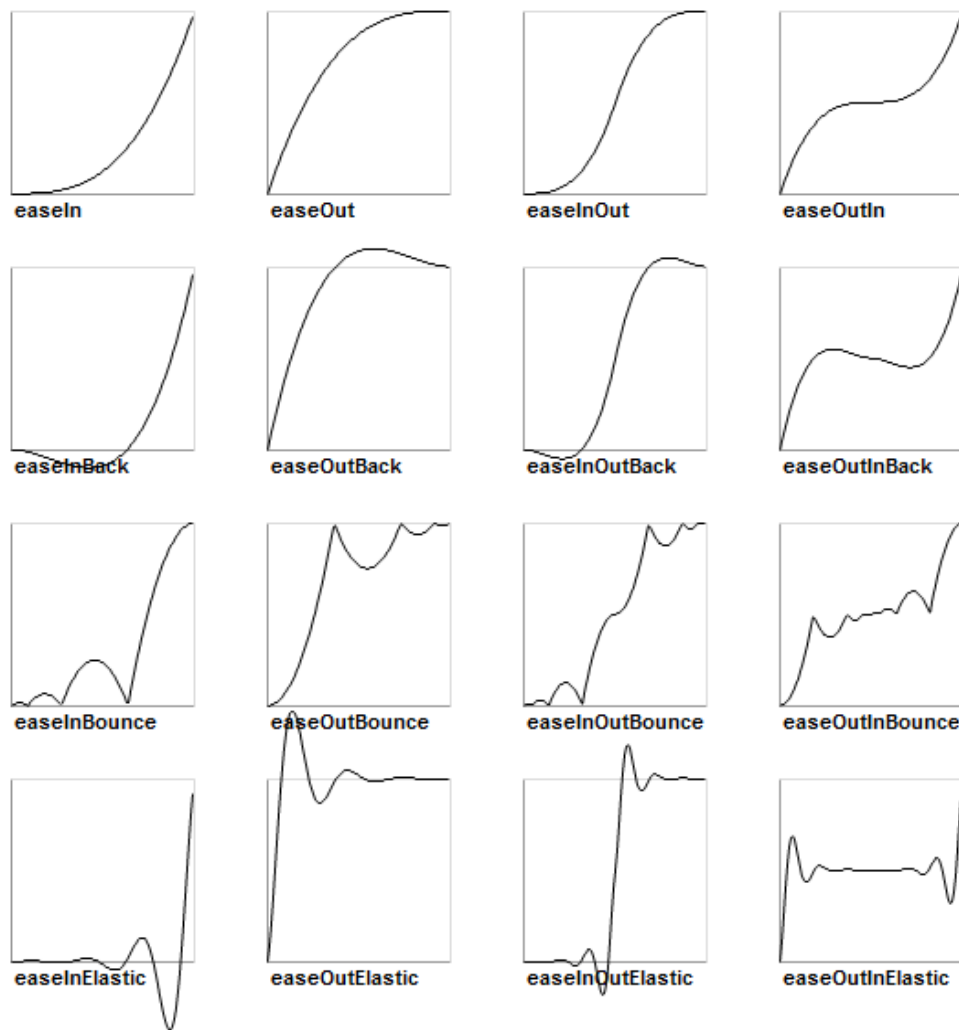 easeIn easeOut easeInOut easeOutIn
easeInBack easeOutBack easeInOutBack easeOutInBack
easeInBounce easeOutBounce easeInOutBounce easeOutInBounce
easeInElastic easeOutElastic easeInOutElastic easeOutInElastic